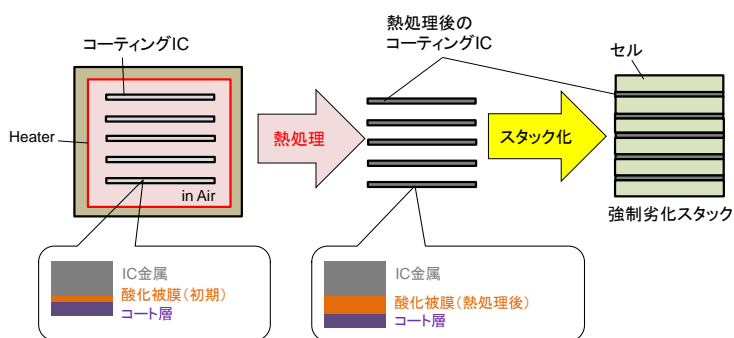 コーティングIC
Heater
in Air
熱処理
熱処理後の
コーティングIC
スタック化
セル
強制劣化スタック
IC金属
酸化被膜(初期)
コート層
IC金属
酸化被膜(熱処理後)
コート層